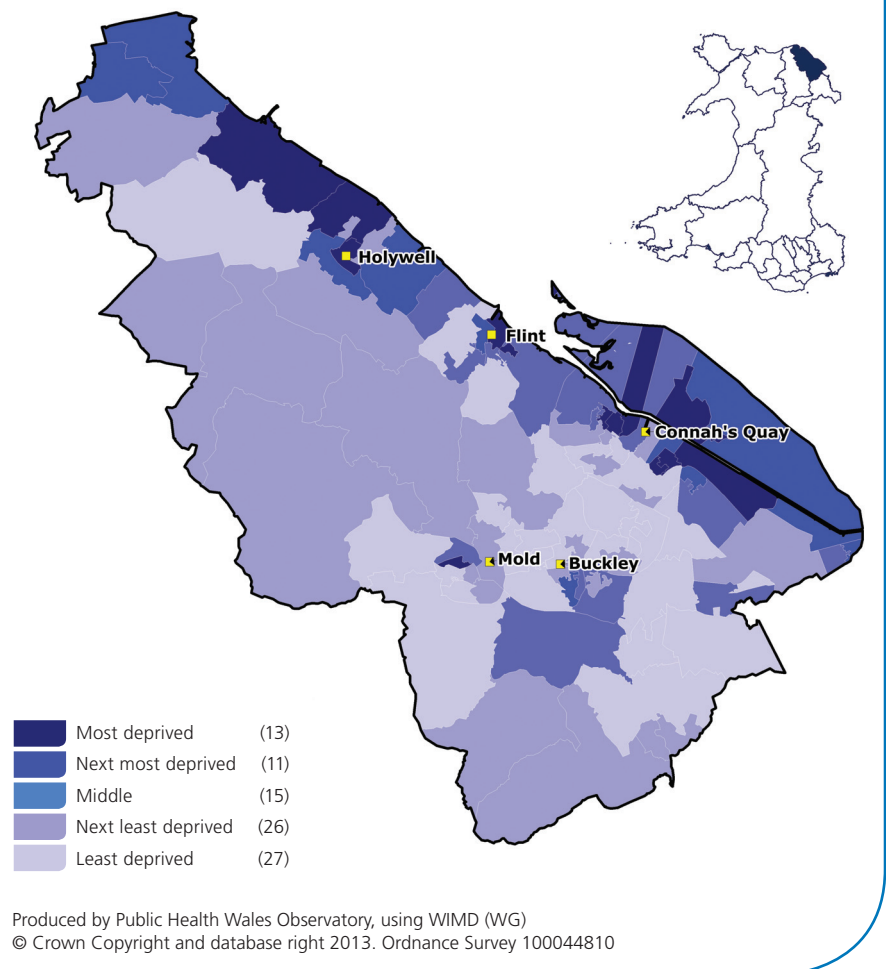 Holywell
Flint
Connah's Quay
Mold
Buckley
Most deprived (13)
Next most deprived (11)
Middle (15)
Next least deprived (26)
Least deprived (27)
Produced by Public Health Wales Observatory, using WIMD (WG)
© Crown Copyright and database right 2013. Ordnance Survey 100044810